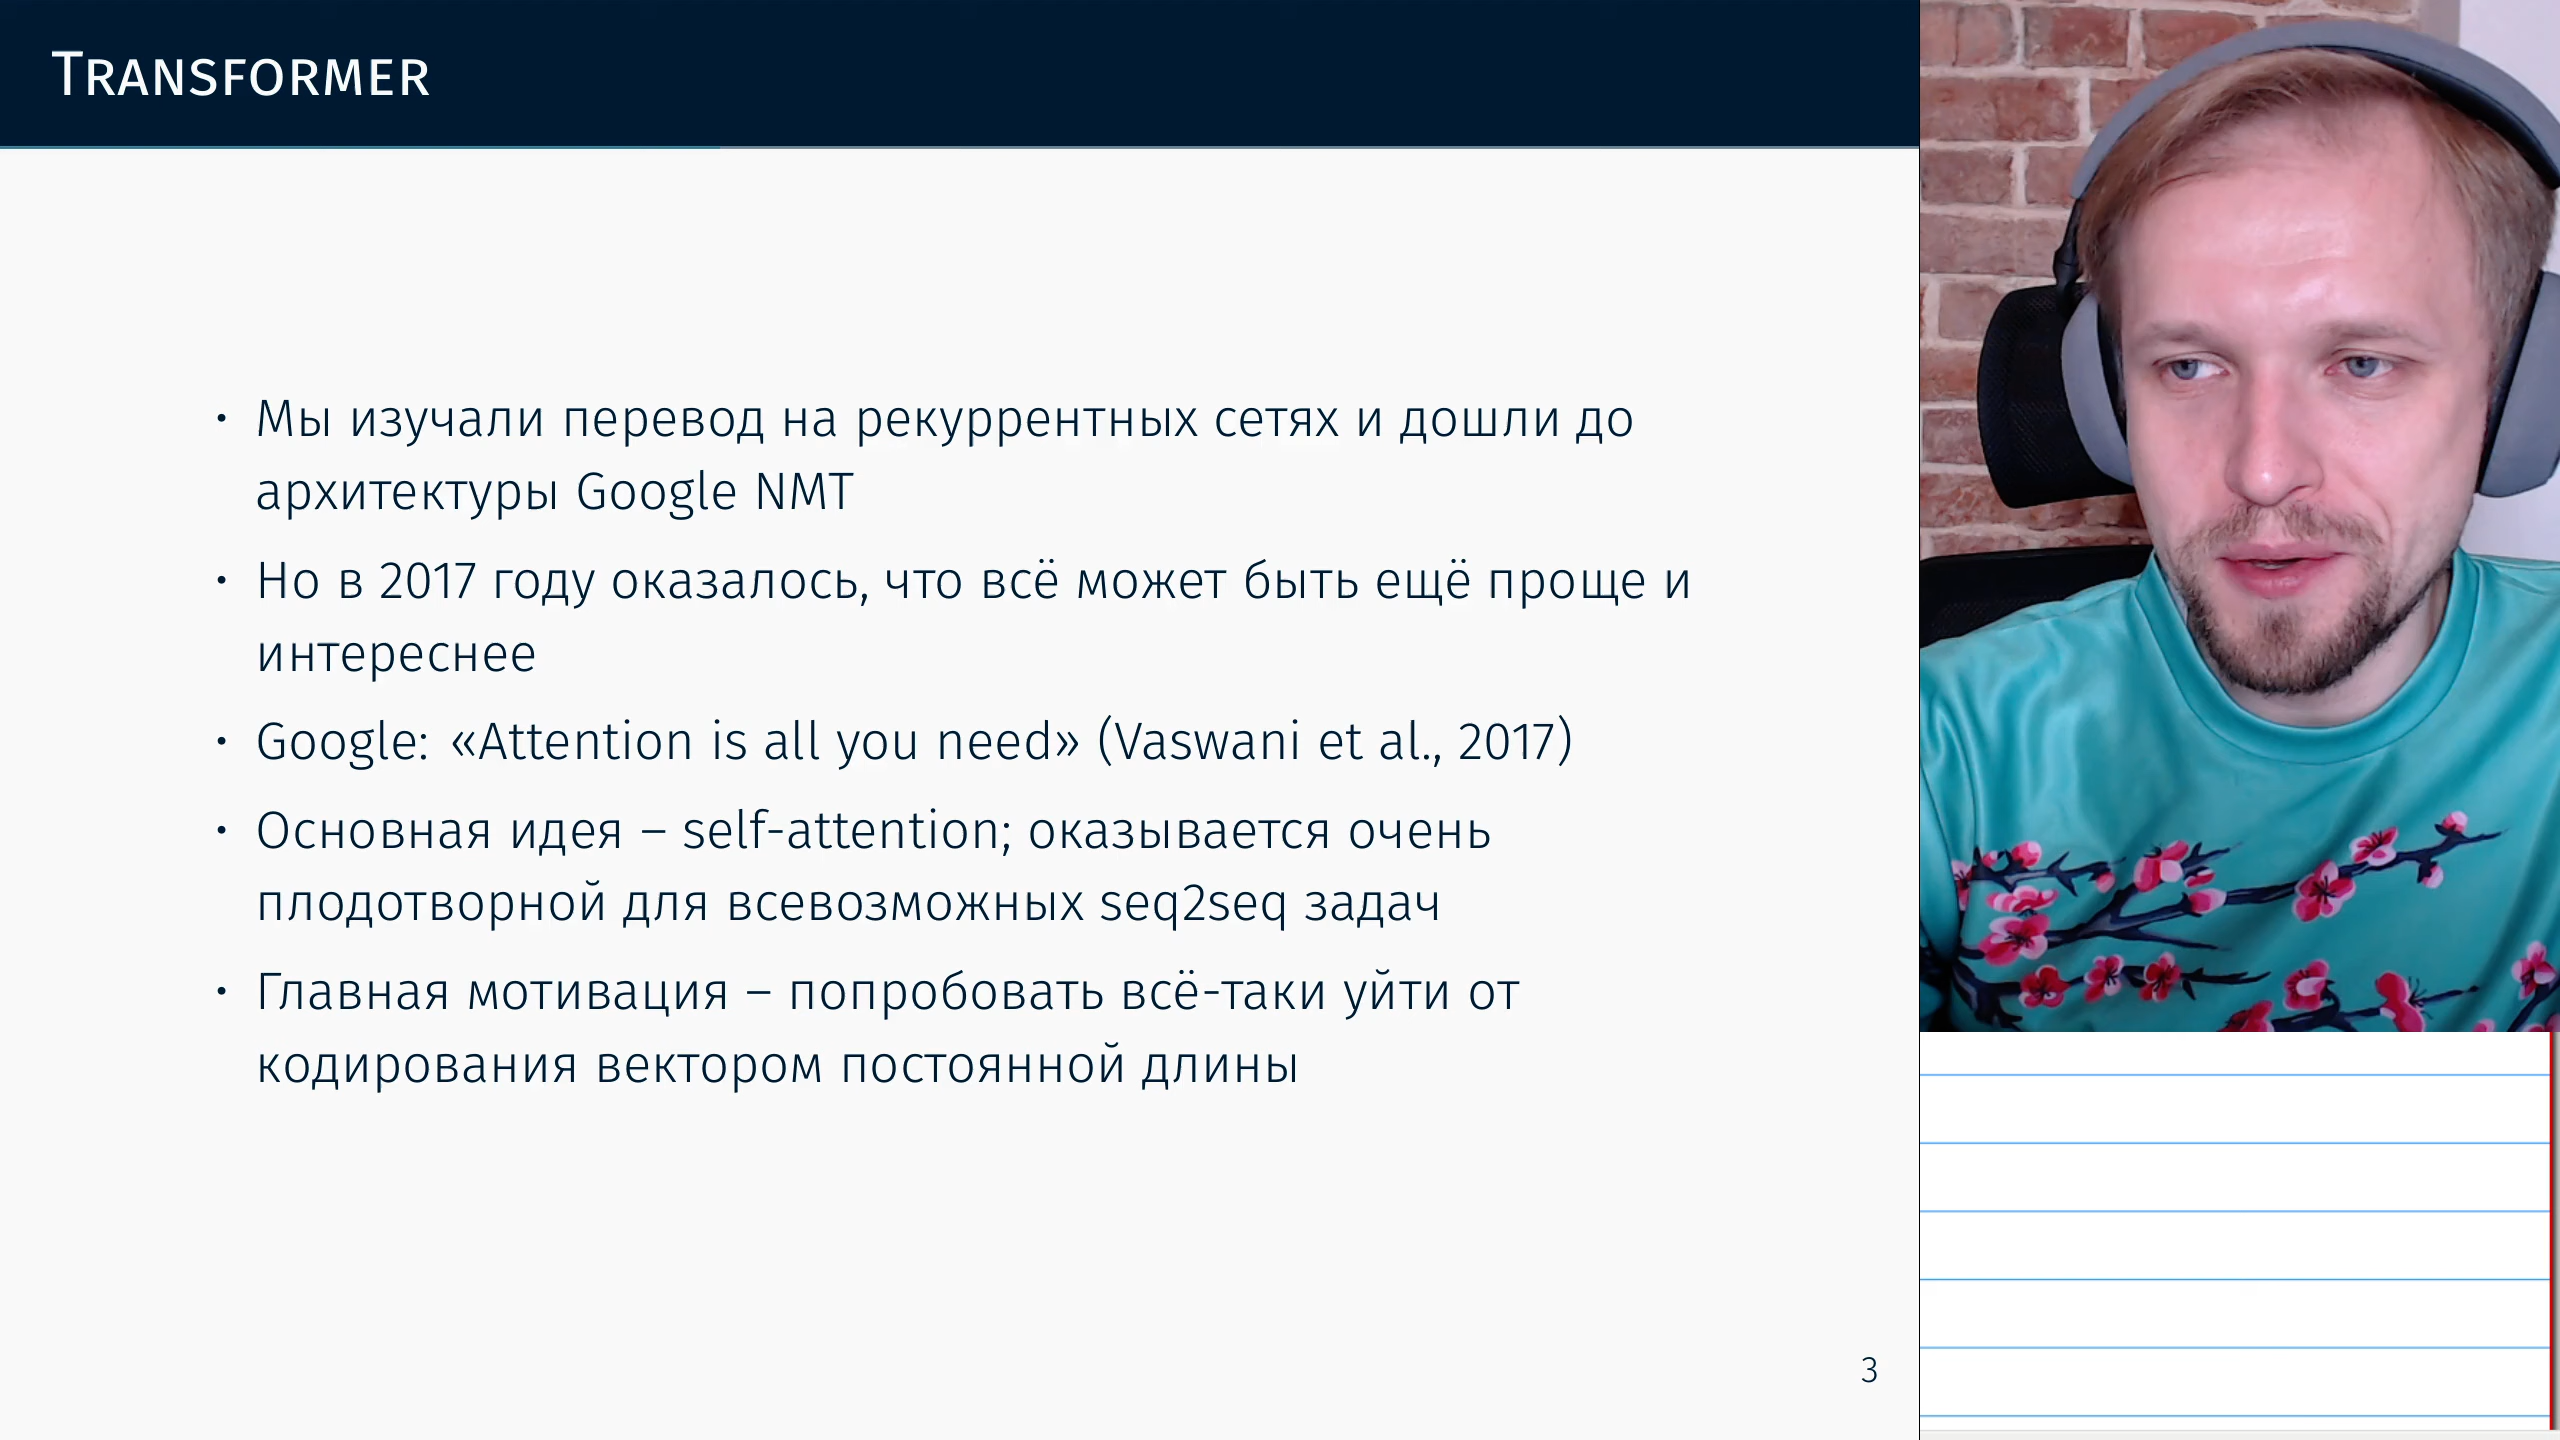 Transformer
• Мы изучали перевод на рекуррентных сетях и дошли до
архитектуры Google NMT
• Но в 2017 году оказалось, что всё может быть ещё проще и
интереснее
• Google: «Attention is all you need» (Vaswani et al., 2017)
• Основная идея – self-attention; оказывается очень
плодотворной для всевозможных seq2seq задач
• Главная мотивация – попробовать всё-таки уйти от
кодирования вектором постоянной длины
3